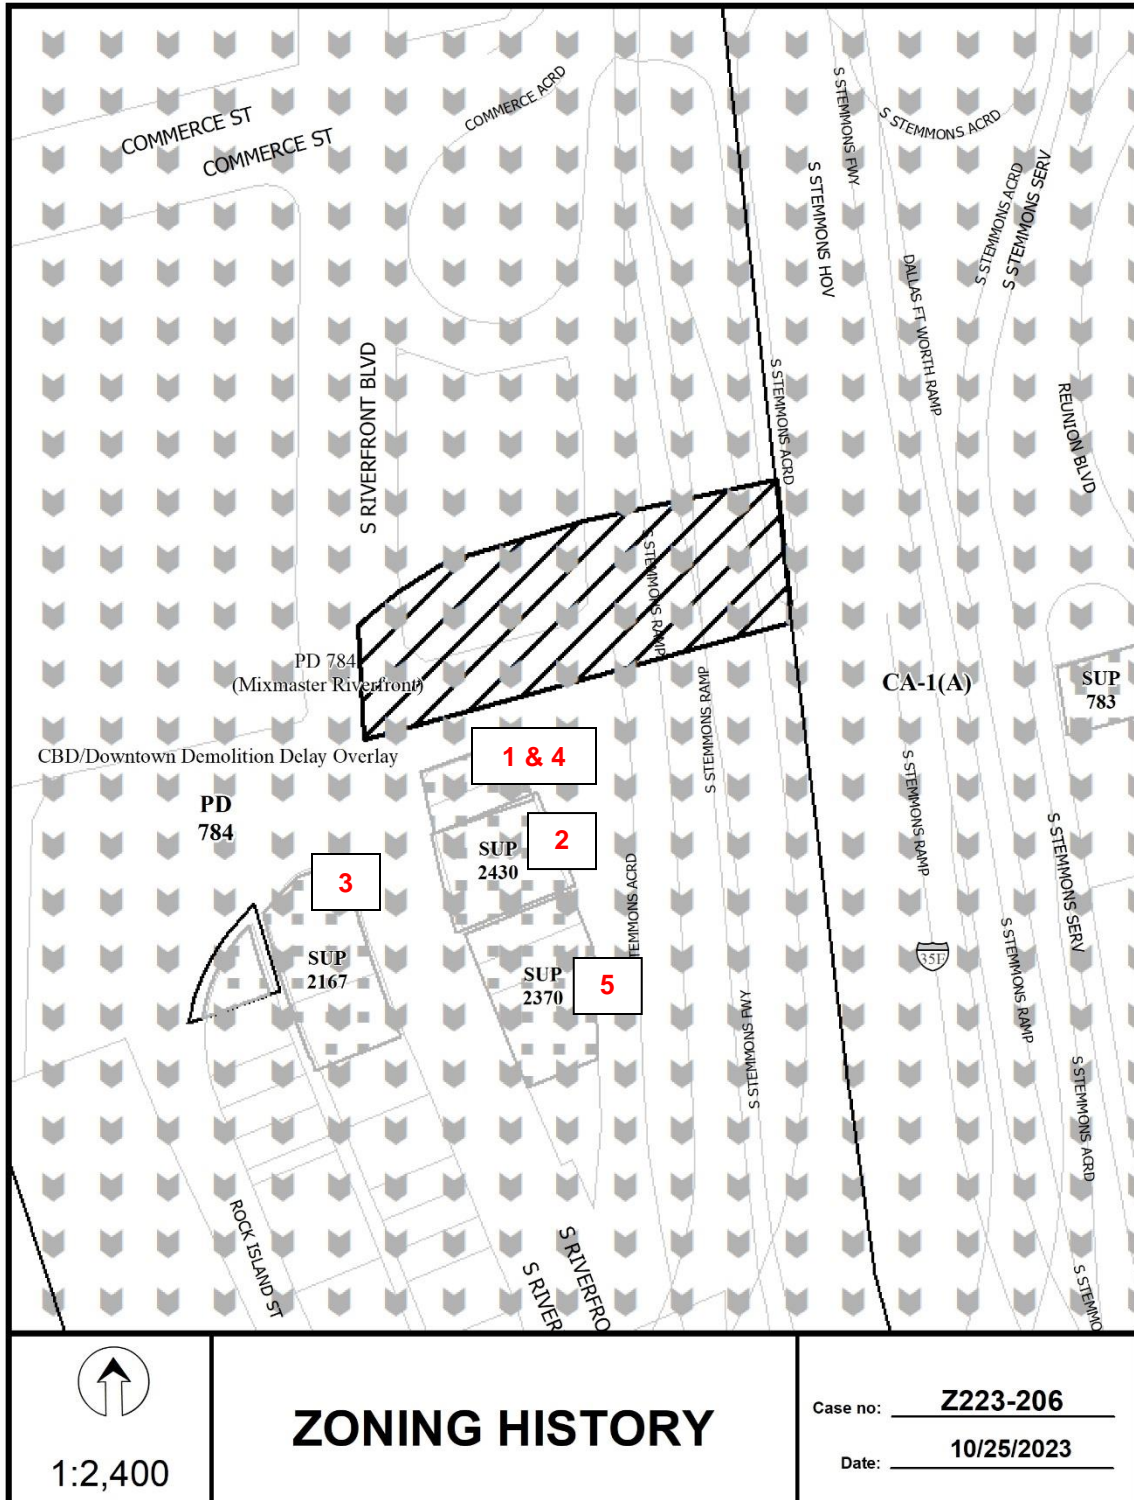 COMMERCE ST
COMMERCE ST
COMMERCE ACRD
S STEMMONS FWY
S STEMMONS ACRD
S STEMMONS HOV
S STEMMONS ACRD
S STEMMONS SERV
DALLAS FT WORTH RAMP
S RIVERFRONT BLVD
S STEMMONS ACRD
REUNION BLVD
S STEMMONS RAMP
PD 784
(Mixmaster Riverfront)
S STEMMONS RAMP
CA-1(A)
SUP
783
CBD/Downtown Demolition Delay Overlay
1 & 4
PD
784
S STEMMONS RAMP
2
SUP
2430
3
S STEMMONS SERV
TEMMONS ACRD
SUP
2167
SUP
2370
5
35E
S STEMMONS RAMP
S STEMMONS FWY
S STEMMONS ACRD
ROCK ISLAND ST
S RIVER
S RIVERFRO
S STEMMO
1:2,400
ZONING HISTORY
Case no: Z223-206
Date: 10/25/2023